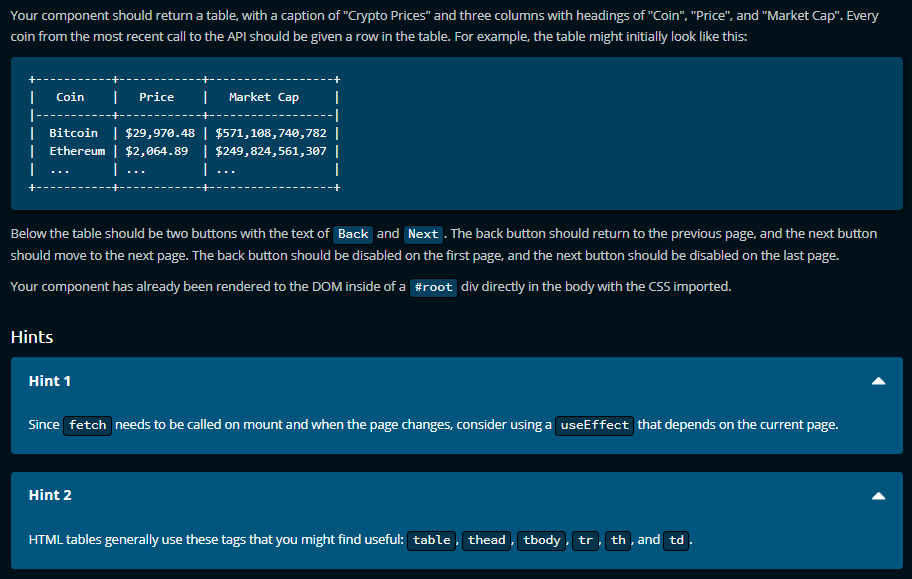 Your component should return a table, with a caption of "Crypto Prices" and three columns with headings of "Coin", "Price", and "Market Cap". Every
coin from the most recent call to the API should be given a row in the table. For example, the table might initially look like this:
+-----------+------------+------------------+
|   Coin    |   Price    |   Market Cap     |
|-----------+------------+------------------|
|  Bitcoin  | $29,970.48 | $571,108,740,782 |
|  Ethereum | $2,064.89  | $249,824,561,307 |
|  ...      | ...        | ...              |
+-----------+------------+------------------+
Below the table should be two buttons with the text of Back and Next. The back button should return to the previous page, and the next button
should move to the next page. The back button should be disabled on the first page, and the next button should be disabled on the last page.
Your component has already been rendered to the DOM inside of a #root div directly in the body with the CSS imported.
Hints
Hint 1
Since fetch needs to be called on mount and when the page changes, consider using a useEffect that depends on the current page.
Hint 2
HTML tables generally use these tags that you might find useful: table, thead, tbody, tr, th, and td.